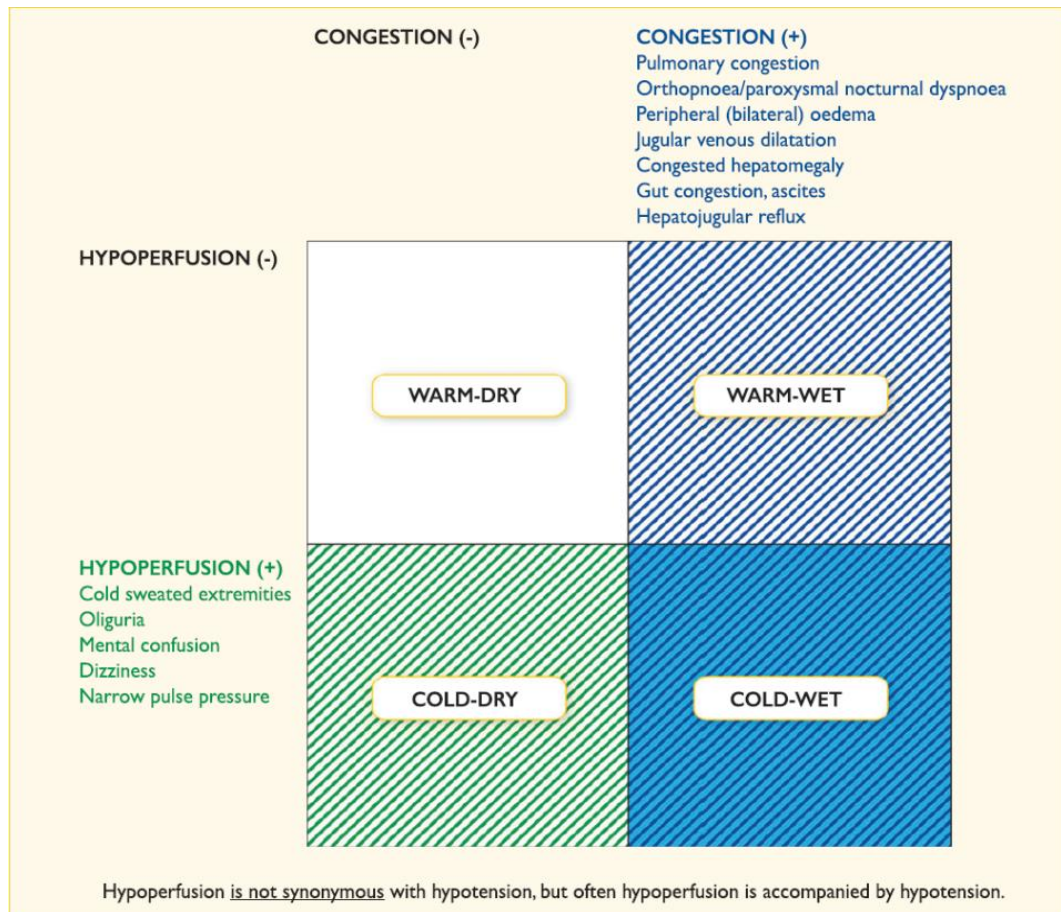 CONGESTION (-)
CONGESTION (+)
Pulmonary congestion
Orthopnoea/paroxysmal nocturnal dyspnoea
Peripheral (bilateral) oedema
Jugular venous dilatation
Congested hepatomegaly
Gut congestion, ascites
Hepatojugular reflux
HYPOPERFUSION (-)
WARM-DRY
WARM-WET
HYPOPERFUSION (+)
Cold sweated extremities
Oliguria
Mental confusion
Dizziness
Narrow pulse pressure
COLD-DRY
COLD-WET
Hypoperfusion is not synonymous with hypotension, but often hypoperfusion is accompanied by hypotension.